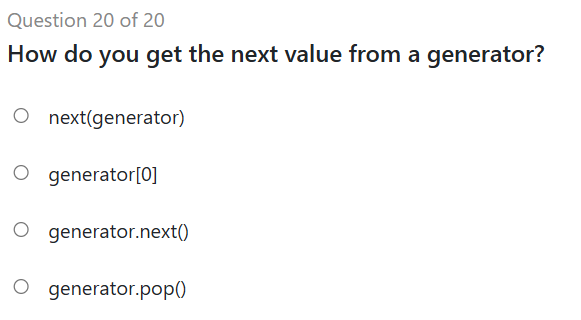 Question 20 of 20
How do you get the next value from a generator?
next(generator)
generator[0]
generator.next()
generator.pop()